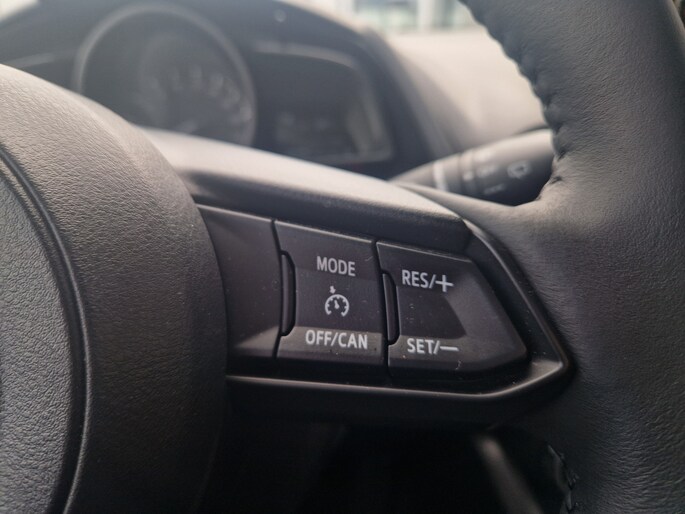 MODE
OFF/CAN
RES/+
SET/−